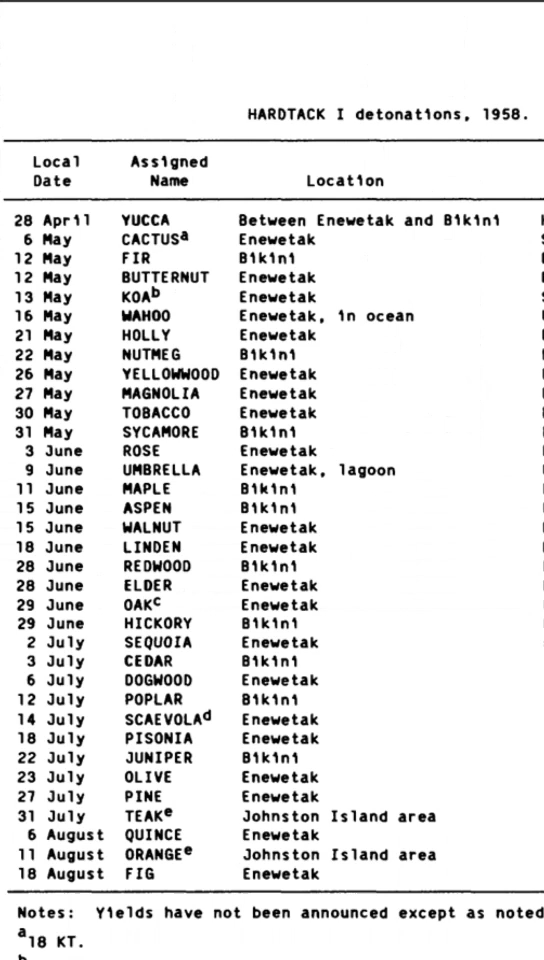 HARDTACK I detonations, 1958.
Local Assigned
Date Name Location
28 April YUCCA Between Enewetak and Bikini
6 May CACTUSa Enewetak
12 May FIR Bikini
12 May BUTTERNUT Enewetak
13 May KOAb Enewetak
16 May WAHOO Enewetak, in ocean
21 May HOLLY Enewetak
22 May NUTMEG Bikini
26 May YELLOWWOOD Enewetak
27 May MAGNOLIA Enewetak
30 May TOBACCO Enewetak
31 May SYCAMORE Bikini
3 June ROSE Enewetak
9 June UMBRELLA Enewetak, lagoon
11 June MAPLE Bikini
15 June ASPEN Bikini
15 June WALNUT Enewetak
18 June LINDEN Enewetak
28 June REDWOOD Bikini
28 June ELDER Enewetak
29 June OAKc Enewetak
29 June HICKORY Bikini
2 July SEQUOIA Enewetak
3 July CEDAR Bikini
6 July DOGWOOD Enewetak
12 July POPLAR Bikini
14 July SCAEVOLAd Enewetak
18 July PISONIA Enewetak
22 July JUNIPER Bikini
23 July OLIVE Enewetak
27 July PINE Enewetak
31 July TEAKe Johnston Island area
6 August QUINCE Enewetak
11 August ORANGEe Johnston Island area
18 August FIG Enewetak
Notes: Yields have not been announced except as noted
a18 KT.